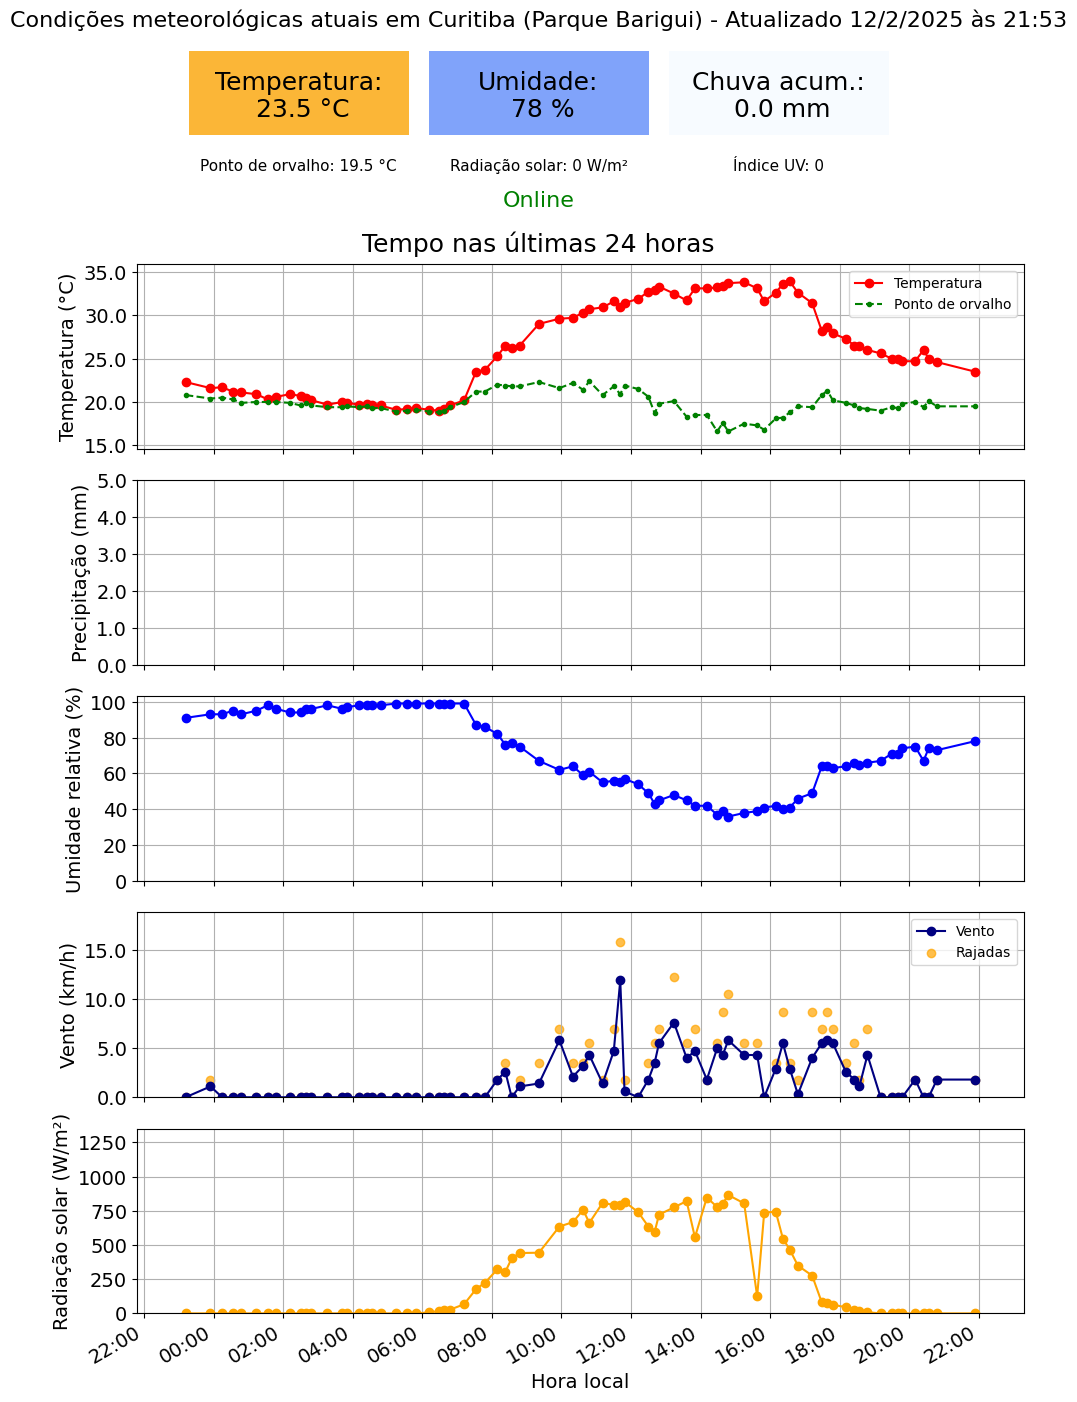 Condições meteorológicas atuais em Curitiba (Parque Barigui) - Atualizado 12/2/2025 às 21:53
Temperatura:
23.5 °C
Umidade:
78 %
Chuva acum.:
0.0 mm
Ponto de orvalho: 19.5 °C
Radiação solar: 0 W/m²
Índice UV: 0
Online
Tempo nas últimas 24 horas
Temperatura (°C)
35.0
30.0
25.0
20.0
15.0
Temperatura
Ponto de orvalho
Precipitação (mm)
5.0
4.0
3.0
2.0
1.0
0.0
Umidade relativa (%)
100
80
60
40
20
0
Vento (km/h)
15.0
10.0
5.0
0.0
Vento
Rajadas
Radiação solar (W/m²)
1250
1000
750
500
250
0
22:00
00:00
02:00
04:00
06:00
08:00
10:00
12:00
14:00
16:00
18:00
20:00
22:00
Hora local